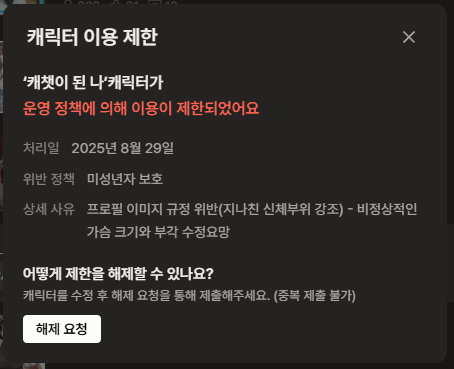 캐릭터 이용 제한
‘캐챗이 된 나’캐릭터가
운영 정책에 의해 이용이 제한되었어요
처리일 2025년 8월 29일
위반 정책 미성년자 보호
상세 사유 프로필 이미지 규정 위반(지나친 신체부위 강조) - 비정상적인
가슴 크기와 부각 수정요망
어떻게 제한을 해제할 수 있나요?
캐릭터를 수정 후 해제 요청을 통해 제출해주세요. (중복 제출 불가)
해제 요청